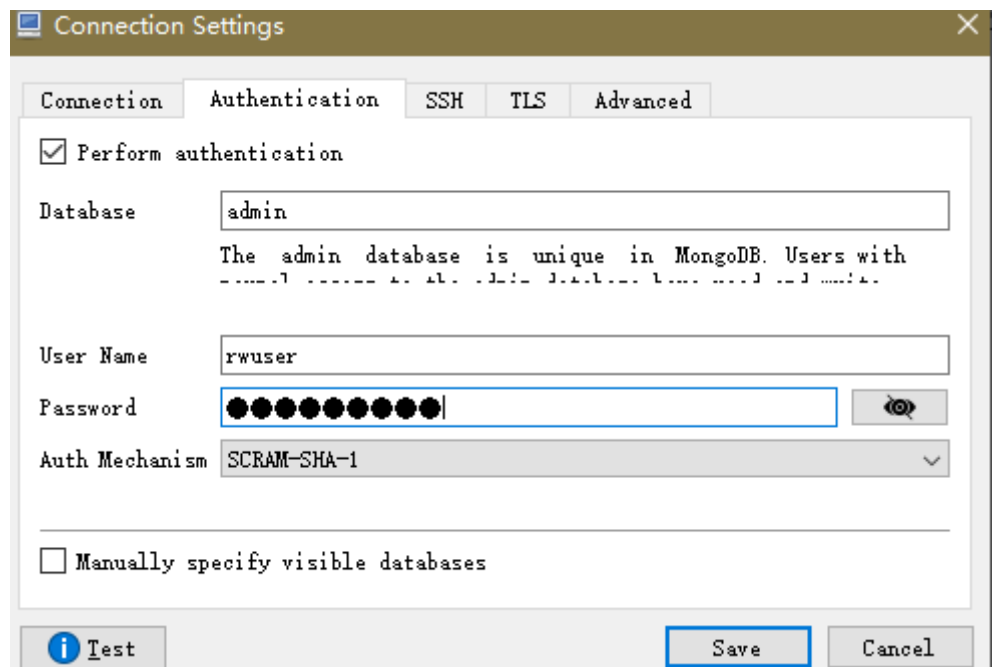 Connection Settings
Connection Authentication SSH TLS Advanced
Perform authentication
Database admin
The admin database is unique in MongoDB. Users with
User Name rwuser
Password ●●●●●●●●●
Auth Mechanism SCRAM-SHA-1
Manually specify visible databases
Test Save Cancel